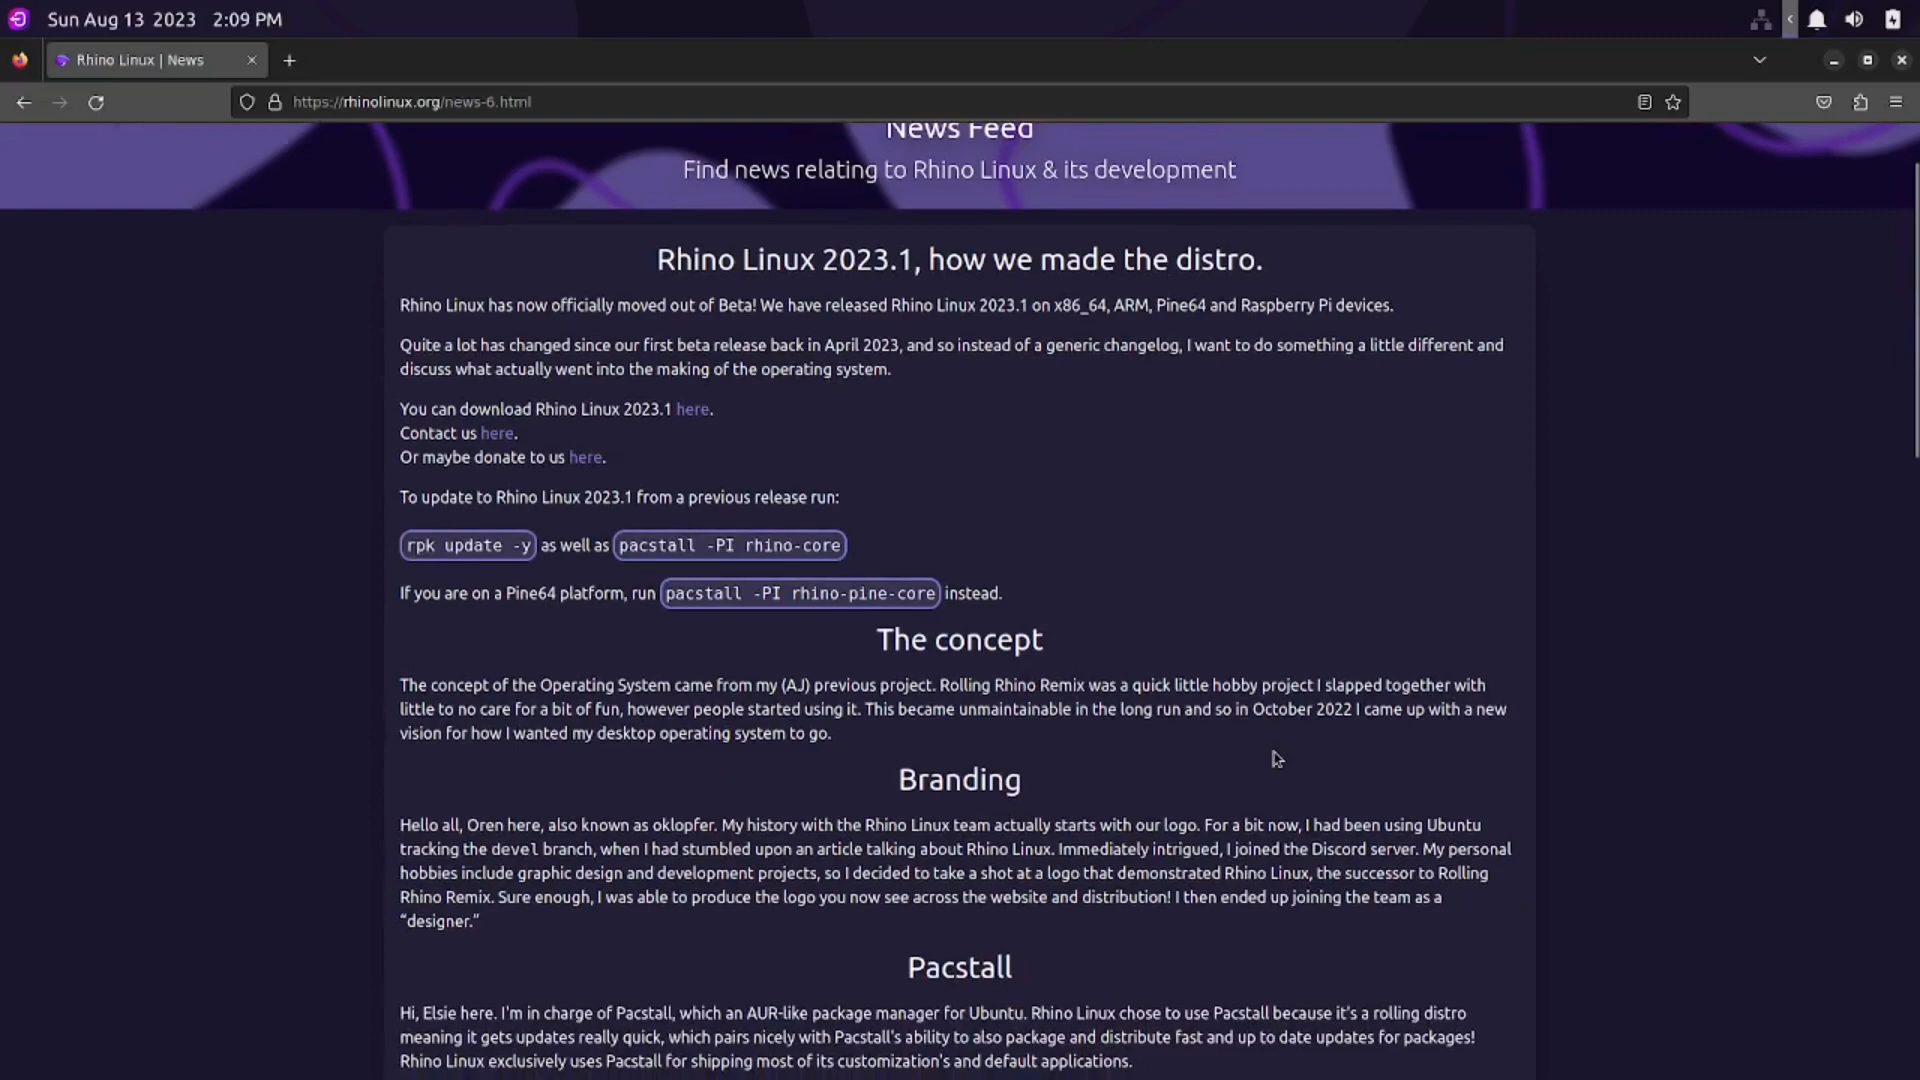 Sun Aug 13 2023 2:09 PM
Rhino Linux | News
https://rhinolinux.org/news-6.html
News Feed
Find news relating to Rhino Linux & its development
Rhino Linux 2023.1, how we made the distro.
Rhino Linux has now officially moved out of Beta! We have released Rhino Linux 2023.1 on x86_64, ARM, Pine64 and Raspberry Pi devices.
Quite a lot has changed since our first beta release back in April 2023, and so instead of a generic changelog, I want to do something a little different and
discuss what actually went into the making of the operating system.
You can download Rhino Linux 2023.1 here.
Contact us here.
Or maybe donate to us here.
To update to Rhino Linux 2023.1 from a previous release run:
rpk update -y as well as pacstall -PI rhino-core
If you are on a Pine64 platform, run pacstall -PI rhino-pine-core instead.
The concept
The concept of the Operating System came from my (AJ) previous project. Rolling Rhino Remix was a quick little hobby project I slapped together with
little to no care for a bit of fun, however people started using it. This became unmaintainable in the long run and so in October 2022 I came up with a new
vision for how I wanted my desktop operating system to go.
Branding
Hello all, Oren here, also known as oklopfer. My history with the Rhino Linux team actually starts with our logo. For a bit now, I had been using Ubuntu
tracking the devel branch, when I had stumbled upon an article talking about Rhino Linux. Immediately intrigued, I joined the Discord server. My personal
hobbies include graphic design and development projects, so I decided to take a shot at a logo that demonstrated Rhino Linux, the successor to Rolling
Rhino Remix. Sure enough, I was able to produce the logo you now see across the website and distribution! I then ended up joining the team as a
“designer.”
Pacstall
Hi, Elsie here. I'm in charge of Pacstall, which an AUR-like package manager for Ubuntu. Rhino Linux chose to use Pacstall because it's a rolling distro
meaning it gets updates really quick, which pairs nicely with Pacstall's ability to also package and distribute fast and up to date updates for packages!
Rhino Linux exclusively uses Pacstall for shipping most of its customization's and default applications.